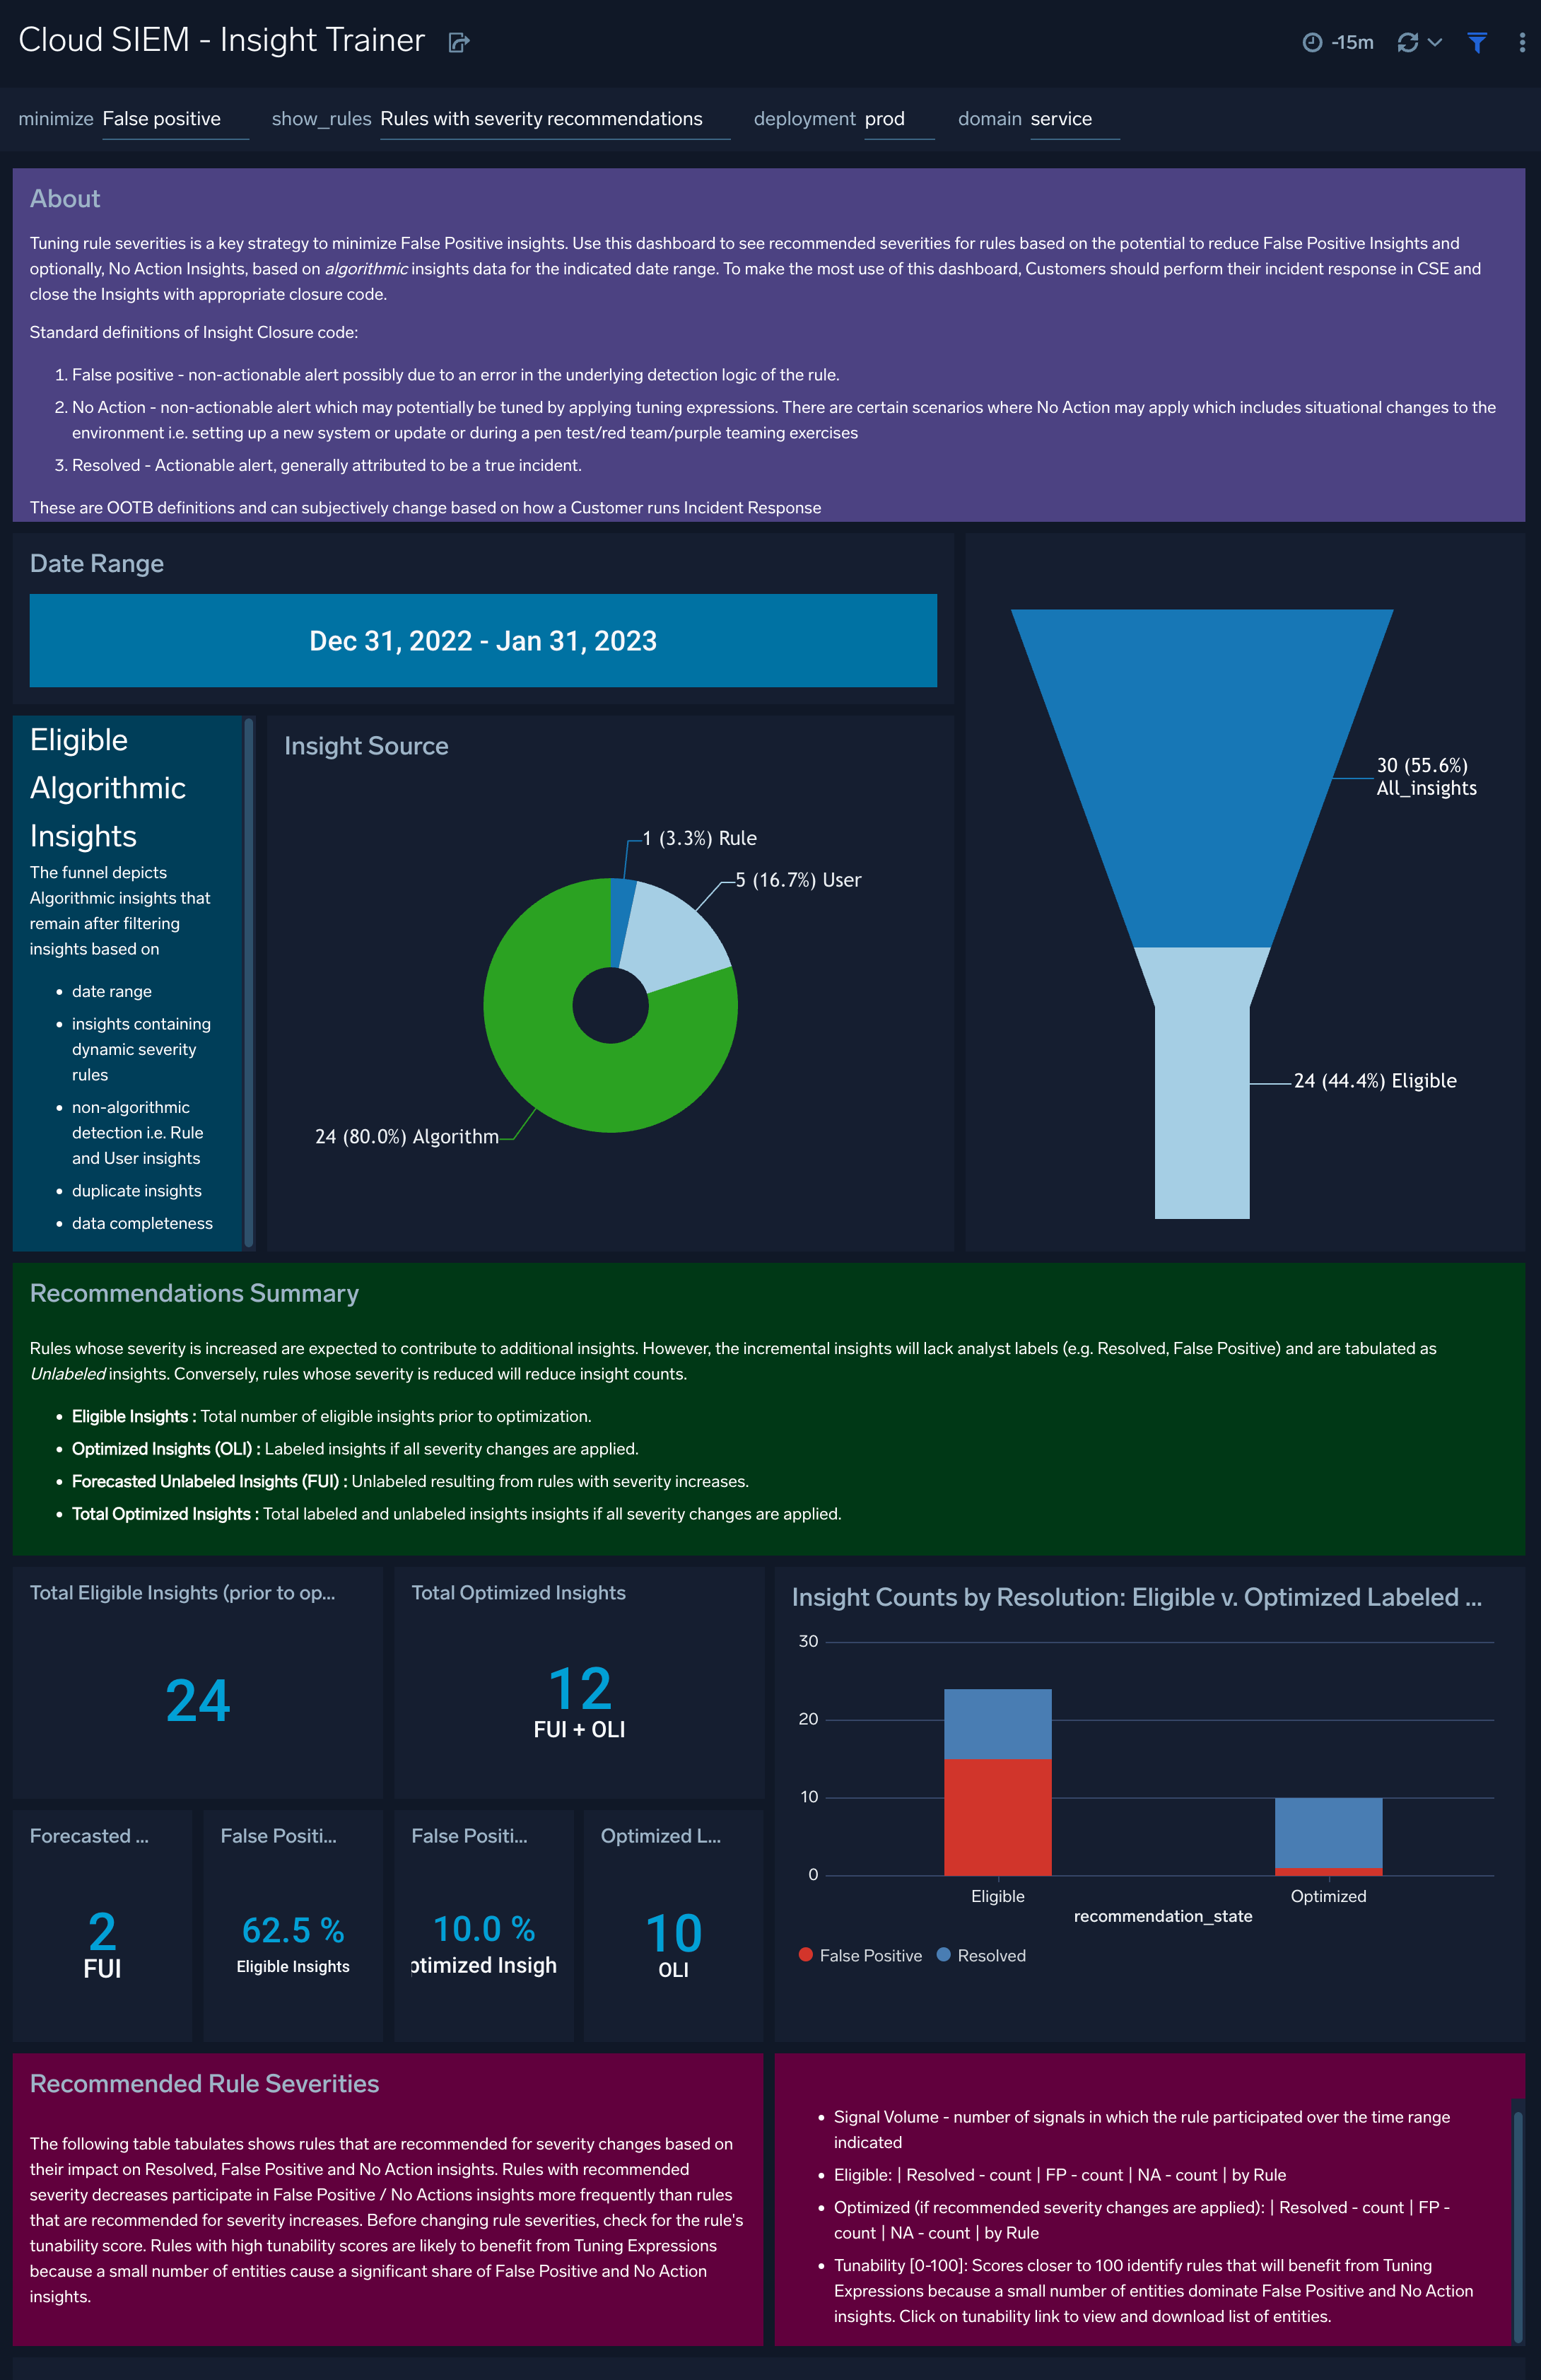 Cloud SIEM - Insight Trainer
-15m
minimize False positive show_rules Rules with severity recommendations deployment prod domain service
About
Tuning rule severities is a key strategy to minimize False Positive insights. Use this dashboard to see recommended severities for rules based on the potential to reduce False Positive Insights and
optionally, No Action Insights, based on algorithmic insights data for the indicated date range. To make the most use of this dashboard, Customers should perform their incident response in CSE and
close the Insights with appropriate closure code.
Standard definitions of Insight Closure code:
1. False positive - non-actionable alert possibly due to an error in the underlying detection logic of the rule.
2. No Action - non-actionable alert which may potentially be tuned by applying tuning expressions. There are certain scenarios where No Action may apply which includes situational changes to the
environment i.e. setting up a new system or update or during a pen test/red team/purple teaming exercises
3. Resolved - Actionable alert, generally attributed to be a true incident.
These are OOTB definitions and can subjectively change based on how a Customer runs Incident Response
Date Range
Dec 31, 2022 - Jan 31, 2023
Eligible
Algorithmic
Insights
The funnel depicts
Algorithmic insights that
remain after filtering
insights based on
• date range
• insights containing
dynamic severity
rules
• non-algorithmic
detection i.e. Rule
and User insights
• duplicate insights
• data completeness
Insight Source
1 (3.3%) Rule
5 (16.7%) User
24 (80.0%) Algorithm
30 (55.6%)
All_insights
24 (44.4%) Eligible
Recommendations Summary
Rules whose severity is increased are expected to contribute to additional insights. However, the incremental insights will lack analyst labels (e.g. Resolved, False Positive) and are tabulated as
Unlabeled insights. Conversely, rules whose severity is reduced will reduce insight counts.
• Eligible Insights : Total number of eligible insights prior to optimization.
• Optimized Insights (OLI) : Labeled insights if all severity changes are applied.
• Forecasted Unlabeled Insights (FUI) : Unlabeled resulting from rules with severity increases.
• Total Optimized Insights : Total labeled and unlabeled insights insights if all severity changes are applied.
Total Eligible Insights (prior to op...
24
Total Optimized Insights
12
FUI + OLI
Forecasted ...
2
FUI
False Positi...
62.5 %
Eligible Insights
False Positi...
10.0 %
ptimized Insigh
Optimized L...
10
OLI
Insight Counts by Resolution: Eligible v. Optimized Labeled ...
30
20
10
0
Eligible
Optimized
recommendation_state
False Positive
Resolved
Recommended Rule Severities
The following table tabulates shows rules that are recommended for severity changes based on
their impact on Resolved, False Positive and No Action insights. Rules with recommended
severity decreases participate in False Positive / No Actions insights more frequently than rules
that are recommended for severity increases. Before changing rule severities, check for the rule's
tunability score. Rules with high tunability scores are likely to benefit from Tuning Expressions
because a small number of entities cause a significant share of False Positive and No Action
insights.
• Signal Volume - number of signals in which the rule participated over the time range
indicated
• Eligible: | Resolved - count | FP - count | NA - count | by Rule
• Optimized (if recommended severity changes are applied): | Resolved - count | FP -
count | NA - count | by Rule
• Tunability [0-100]: Scores closer to 100 identify rules that will benefit from Tuning
Expressions because a small number of entities dominate False Positive and No Action
insights. Click on tunability link to view and download list of entities.